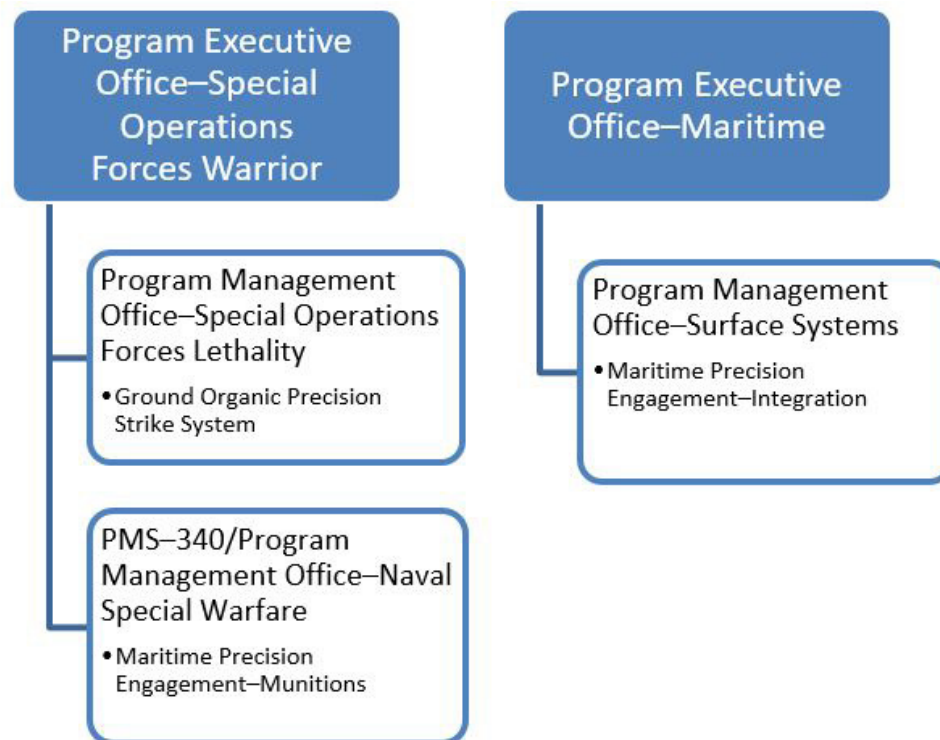 Program Executive
Office–Special
Operations
Forces Warrior
Program Management
Office–Special Operations
Forces Lethality
•Ground Organic Precision
Strike System
PMS–340/Program
Management Office–Naval
Special Warfare
•Maritime Precision
Engagement–Munitions
Program Executive
Office–Maritime
Program Management
Office–Surface Systems
•Maritime Precision
Engagement–Integration